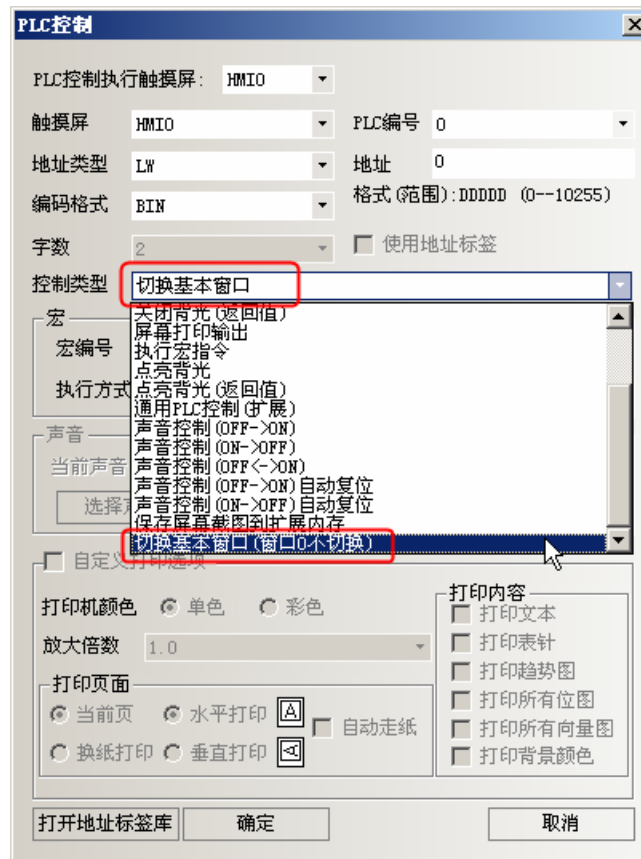 PLC控制
PLC控制执行触摸屏: HMI0
触摸屏 HMI0 PLC编号 0
地址类型 LW 地址 0
编码格式 BIN 格式(范围):DDDDD (0--10255)
字数 2 使用地址标签
控制类型 切换基本窗口
宏
关闭背光(返回值)
屏幕打印输出
宏编号 执行宏指令
点亮背光
执行方式 点亮背光(返回值)
通用PLC控制(扩展)
声音 声音控制(OFF->ON)
声音控制(ON->OFF)
当前声音 声音控制(OFF<->ON)
声音控制(OFF->ON)自动复位
选择 声音控制(ON->OFF)自动复位
保存屏幕截图到扩展内存
切换基本窗口(窗口0不切换)
自定义打印选项
打印机颜色 单色 彩色
放大倍数 1.0
打印页面
当前页 水平打印 A 自动走纸
换纸打印 垂直打印 A
打印内容
打印文本
打印表针
打印趋势图
打印所有位图
打印所有向量图
打印背景颜色
打开地址标签库 确定 取消